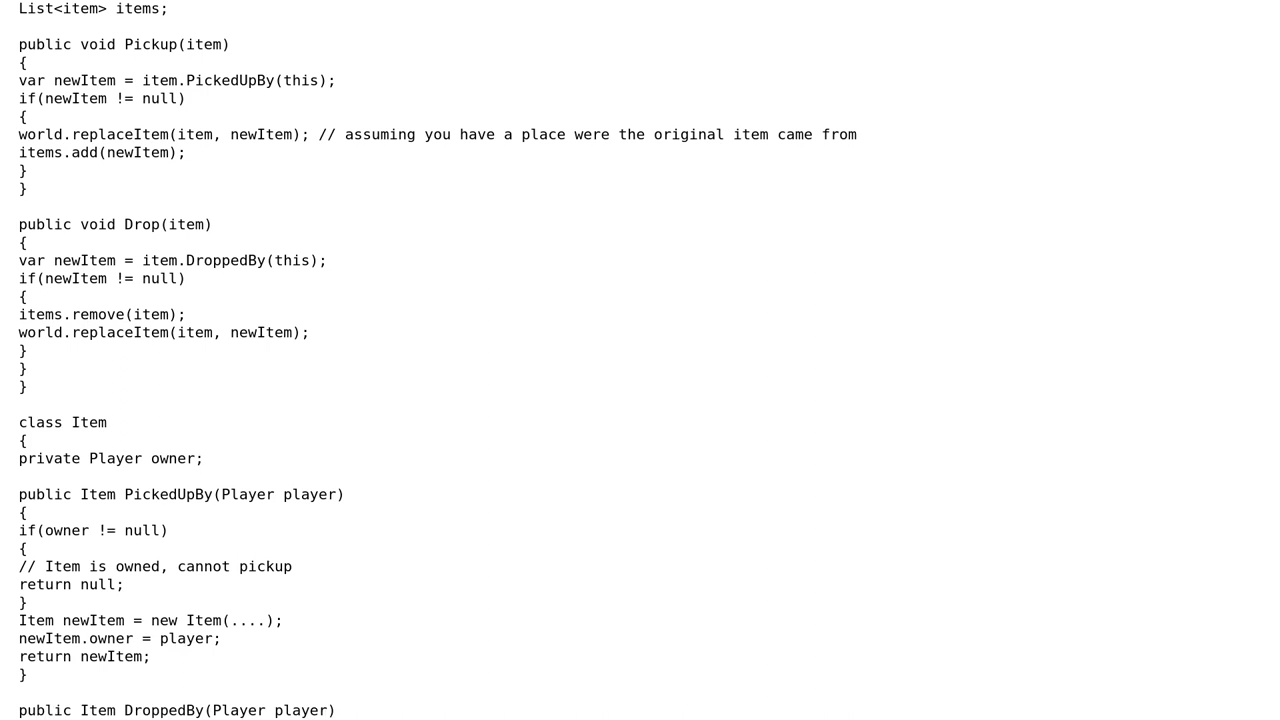 List<item> items;
public void Pickup(item)
{
var newItem = item.PickedUpBy(this);
if(newItem != null)
{
world.replaceItem(item, newItem); // assuming you have a place were the original item came from
items.add(newItem);
}
}
public void Drop(item)
{
var newItem = item.DroppedBy(this);
if(newItem != null)
{
items.remove(item);
world.replaceItem(item, newItem);
}
}
}
class Item
{
private Player owner;
public Item PickedUpBy(Player player)
{
if(owner != null)
{
// Item is owned, cannot pickup
return null;
}
Item newItem = new Item(....);
newItem.owner = player;
return newItem;
}
public Item DroppedBy(Player player)